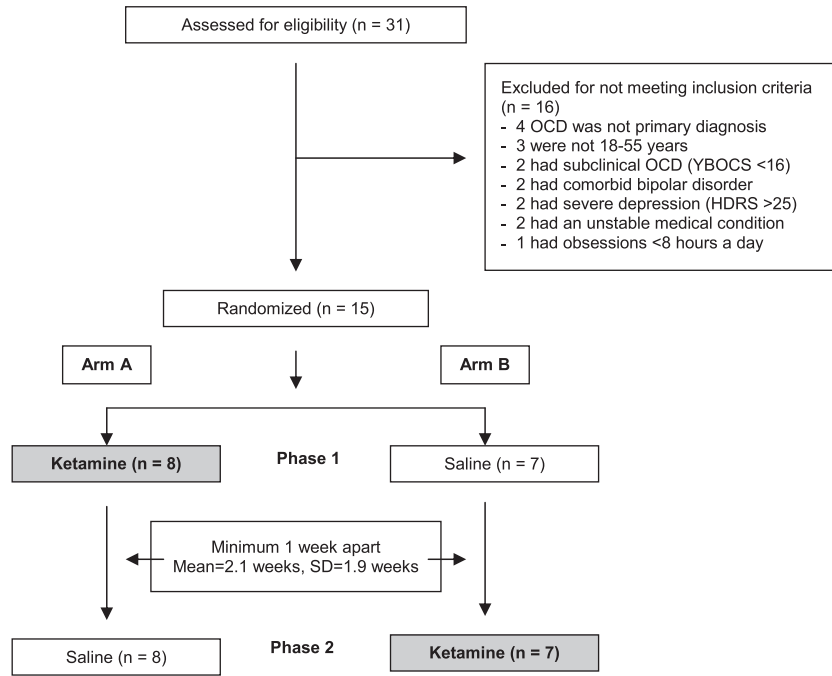 Assessed for eligibility (n = 31)
Excluded for not meeting inclusion criteria
(n = 16)
- 4 OCD was not primary diagnosis
- 3 were not 18-55 years
- 2 had subclinical OCD (YBOCS <16)
- 2 had comorbid bipolar disorder
- 2 had severe depression (HDRS >25)
- 2 had an unstable medical condition
- 1 had obsessions <8 hours a day
Randomized (n = 15)
Arm A
Arm B
Ketamine (n = 8)
Phase 1
Saline (n = 7)
Minimum 1 week apart
Mean=2.1 weeks, SD=1.9 weeks
Saline (n = 8)
Phase 2
Ketamine (n = 7)